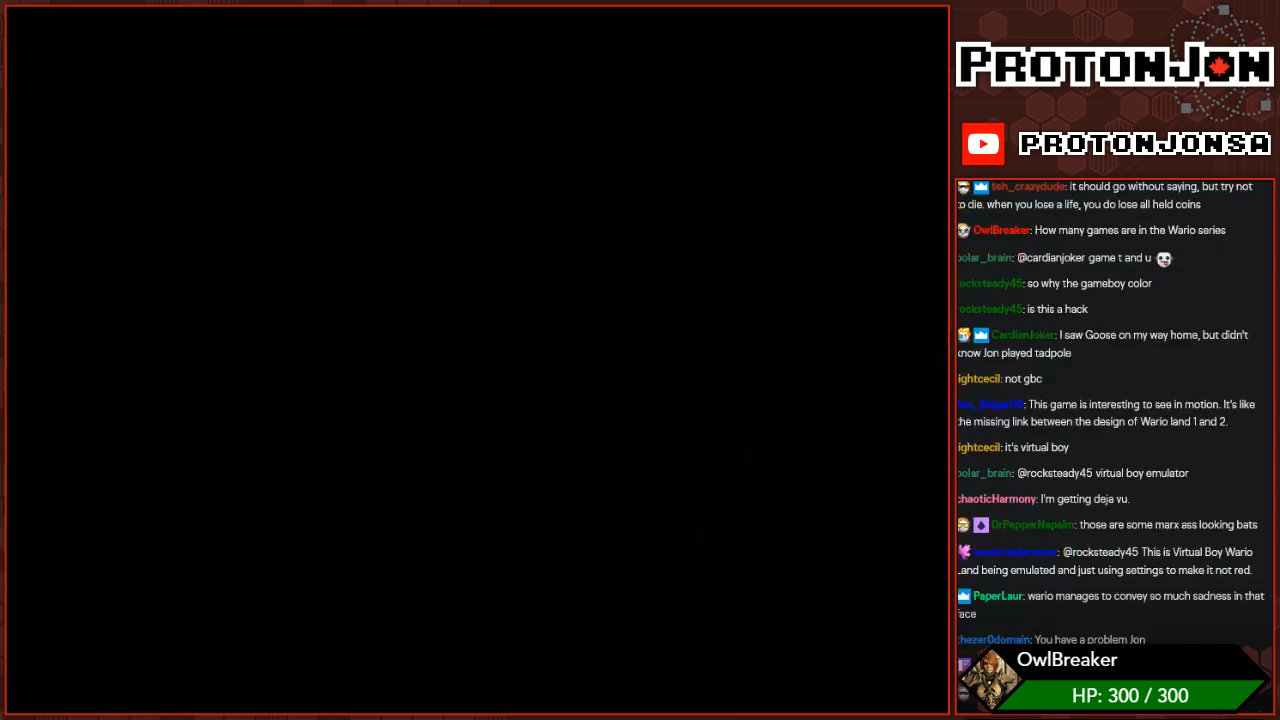 PROTONJON
PROTONJONSA
teh_crazydude: it should go without saying, but try not
to die. when you lose a life, you do lose all held coins
OwlBreaker: How many games are in the Wario series
polar_brain: @cardianjoker game t and u
rocksteady45: so why the gameboy color
rocksteady45: is this a hack
CardianJoker: I saw Goose on my way home, but didn't
know Jon played tadpole
ightcecil: not gbc
This game is interesting to see in motion. It's like
the missing link between the design of Wario land 1 and 2.
ightcecil: it's virtual boy
polar_brain: @rocksteady45 virtual boy emulator
chaoticHarmony: I'm getting deja vu.
DrPepperNapalm: those are some marx ass looking bats
: @rocksteady45 This is Virtual Boy Wario
Land being emulated and just using settings to make it not red.
PaperLaur: wario manages to convey so much sadness in that
face
thezer0domain: You have a problem Jon
OwlBreaker
HP: 300 / 300